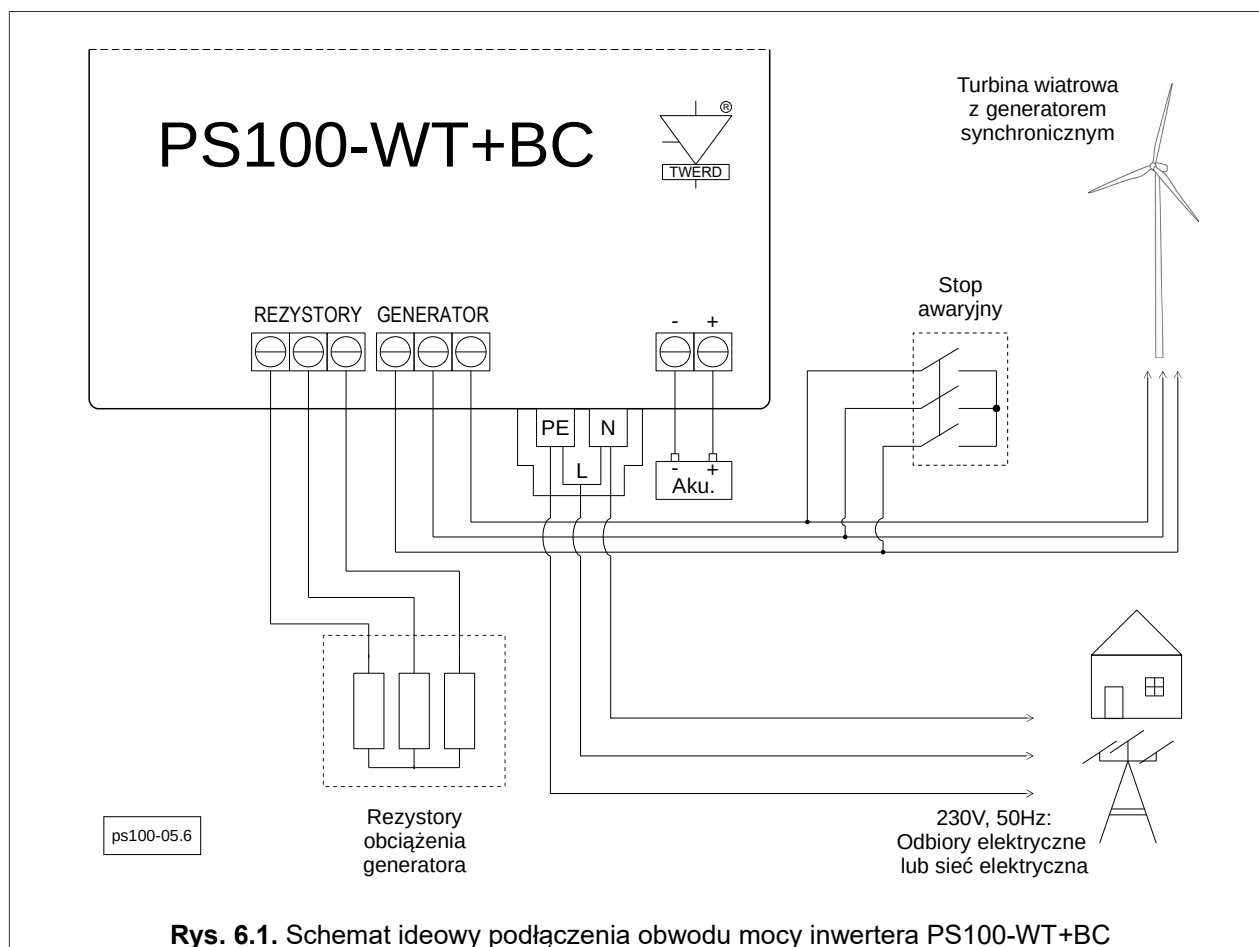 PS100-WT+BC
®
TWERD
Turbina wiatrowa
z generatorem
synchronicznym
REZYSTORY
GENERATOR
- +
Stop
awaryjny
PE
N
L
- +
Aku.
Rezystory
obciążenia
generatora
230V, 50Hz:
Odbiory elektryczne
lub sieć elektryczna
ps100-05.6
Rys. 6.1. Schemat ideowy podłączenia obwodu mocy inwertera PS100-WT+BC